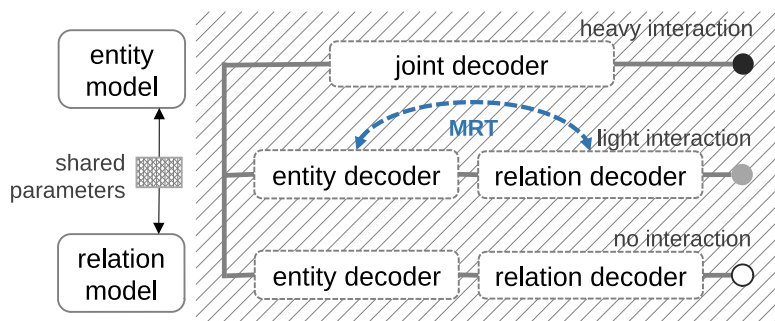 entity
model
shared
parameters
relation
model
heavy interaction
joint decoder
MRT
light interaction
entity decoder
relation decoder
no interaction
entity decoder
relation decoder